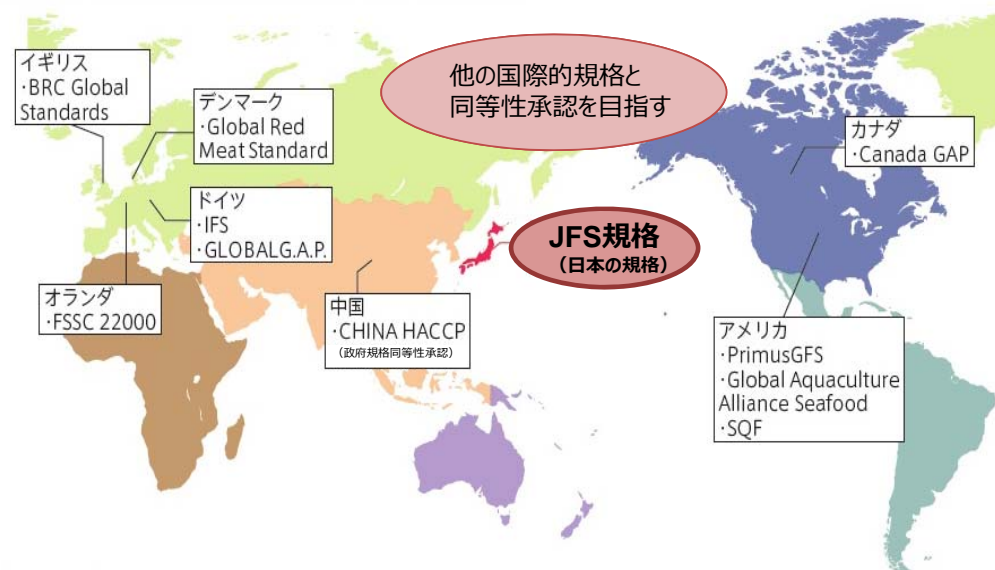 イギリス
・BRC Global
Standards
デンマーク
・Global Red
Meat Standard
他の国際的規格と
同等性承認を目指す
カナダ
・Canada GAP
ドイツ
・IFS
・GLOBALG.A.P.
JFS規格
（日本の規格）
オランダ
・FSSC 22000
中国
・CHINA HACCP
（政府規格同等性承認）
アメリカ
・PrimusGFS
・Global Aquaculture
Alliance Seafood
・SQF